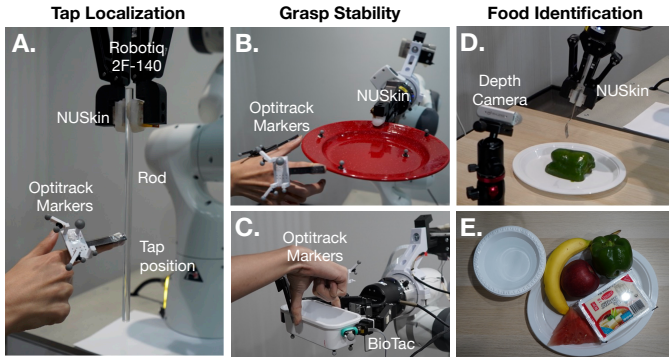 Tap Localization
Grasp Stability
Food Identification
A.
Robotiq
2F-140
NUSkin
Optitrack
Markers
Rod
Tap
position
B.
NUSkin
Optitrack
Markers
C.
Optitrack
Markers
BioTac
D.
Depth
Camera
NUSkin
E.